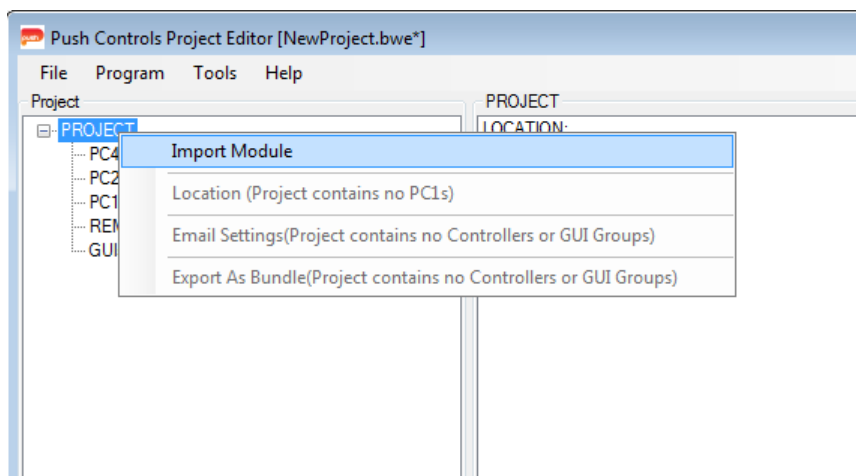 Push Controls Project Editor [NewProject.bwe*]
File Program Tools Help
Project
PROJECT
PROJECT
LOCATION:
Import Module
PC4
PC2
Location (Project contains no PC1s)
PC1
Email Settings(Project contains no Controllers or GUI Groups)
GUI
Export As Bundle(Project contains no Controllers or GUI Groups)